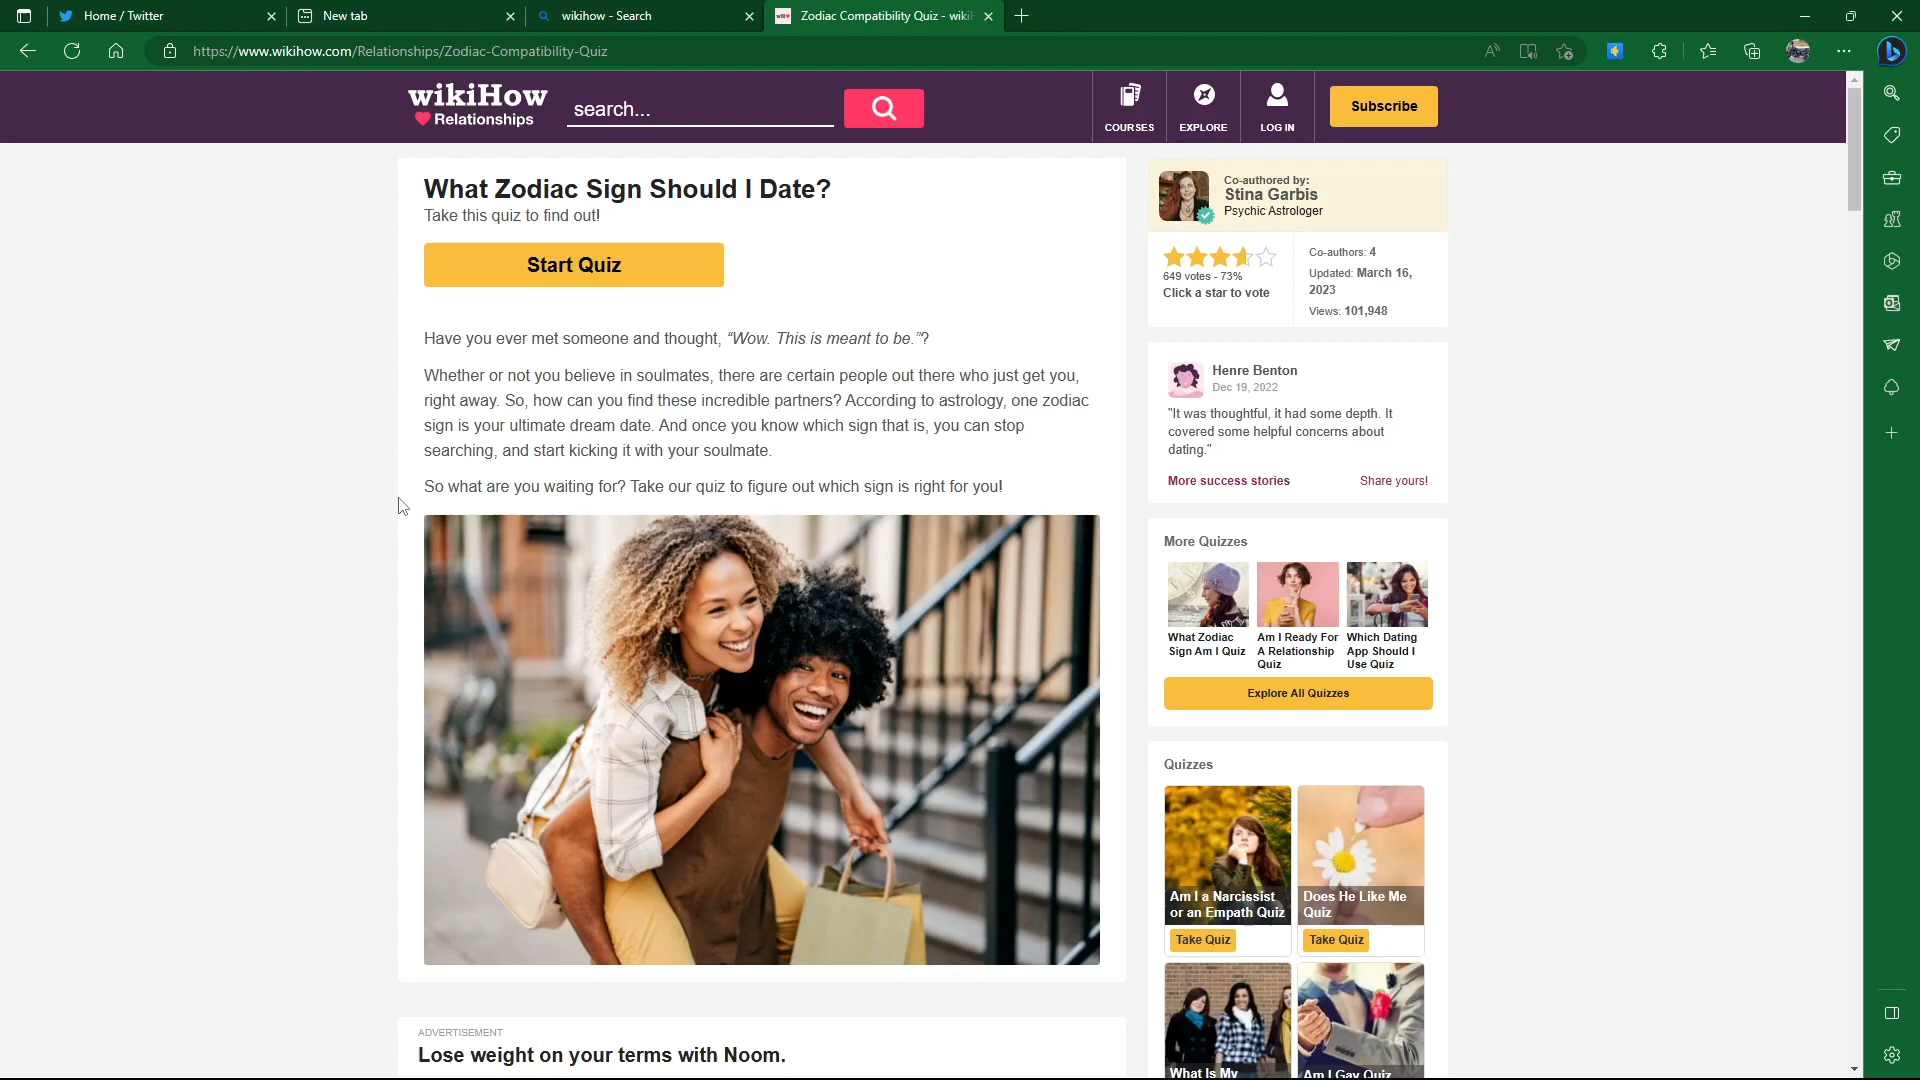 Home / Twitter
New tab
wikihow - Search
Zodiac Compatibility Quiz - wiki
https://www.wikihow.com/Relationships/Zodiac-Compatibility-Quiz
wikiHow
Relationships
search...
COURSES
EXPLORE
LOG IN
Subscribe
What Zodiac Sign Should I Date?
Take this quiz to find out!
Start Quiz
Have you ever met someone and thought, “Wow. This is meant to be.”?
Whether or not you believe in soulmates, there are certain people out there who just get you,
right away. So, how can you find these incredible partners? According to astrology, one zodiac
sign is your ultimate dream date. And once you know which sign that is, you can stop
searching, and start kicking it with your soulmate.
So what are you waiting for? Take our quiz to figure out which sign is right for you!
ADVERTISEMENT
Lose weight on your terms with Noom.
Co-authored by:
Stina Garbis
Psychic Astrologer
649 votes - 73%
Click a star to vote
Co-authors: 4
Updated: March 16,
2023
Views: 101,948
Henre Benton
Dec 19, 2022
"It was thoughtful, it had some depth. It
covered some helpful concerns about
dating."
More success stories
Share yours!
More Quizzes
What Zodiac
Sign Am I Quiz
Am I Ready For
A Relationship
Quiz
Which Dating
App Should I
Use Quiz
Explore All Quizzes
Quizzes
Am I a Narcissist
or an Empath Quiz
Take Quiz
Does He Like Me
Quiz
Take Quiz
What Is My
Am I Gay Quiz